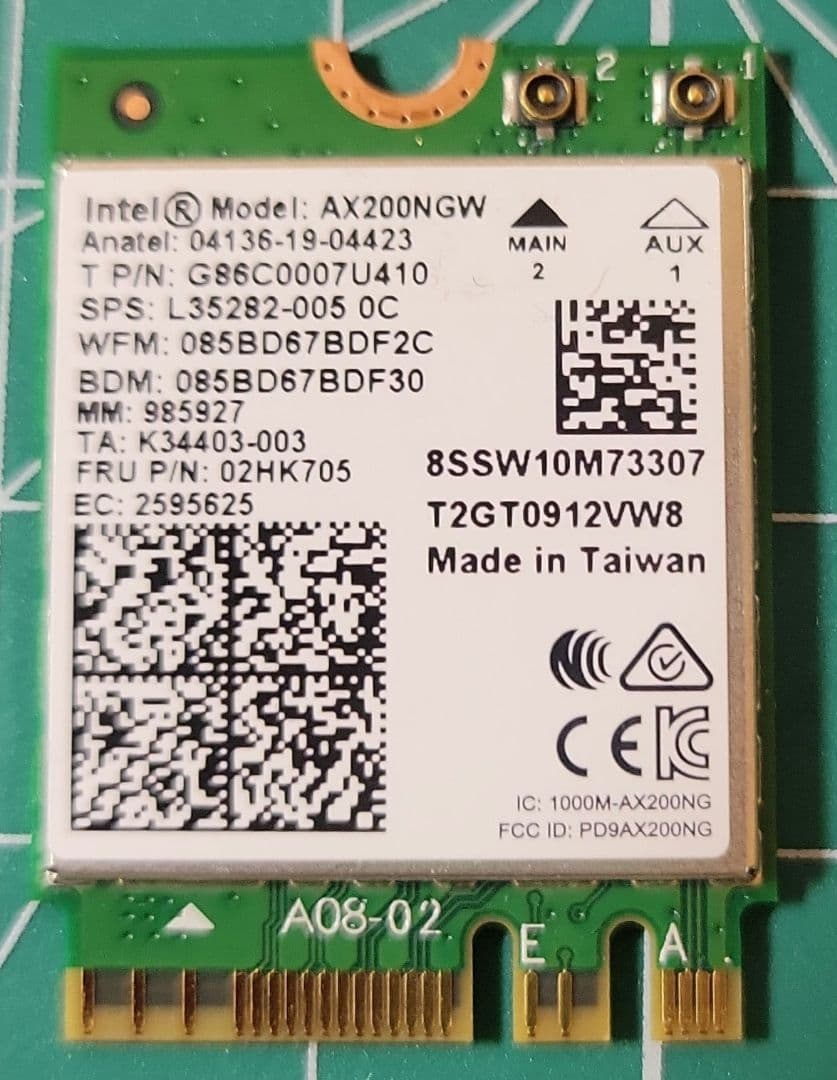 2 1
Intel® Model: AX200NGW
Anatel: 04136-19-04423
T P/N: G86C0007U410
SPS: L35282-005 0C
WFM: 085BD67BDF2C
BDM: 085BD67BDF30
MM: 985927
TA: K34403-003
FRU P/N: 02HK705
EC: 2595625
MAIN AUX
2 1
8SSW10M73307
T2GT0912VW8
Made in Taiwan
CE
IC: 1000M-AX200NG
FCC ID: PD9AX200NG
A08-02 E A